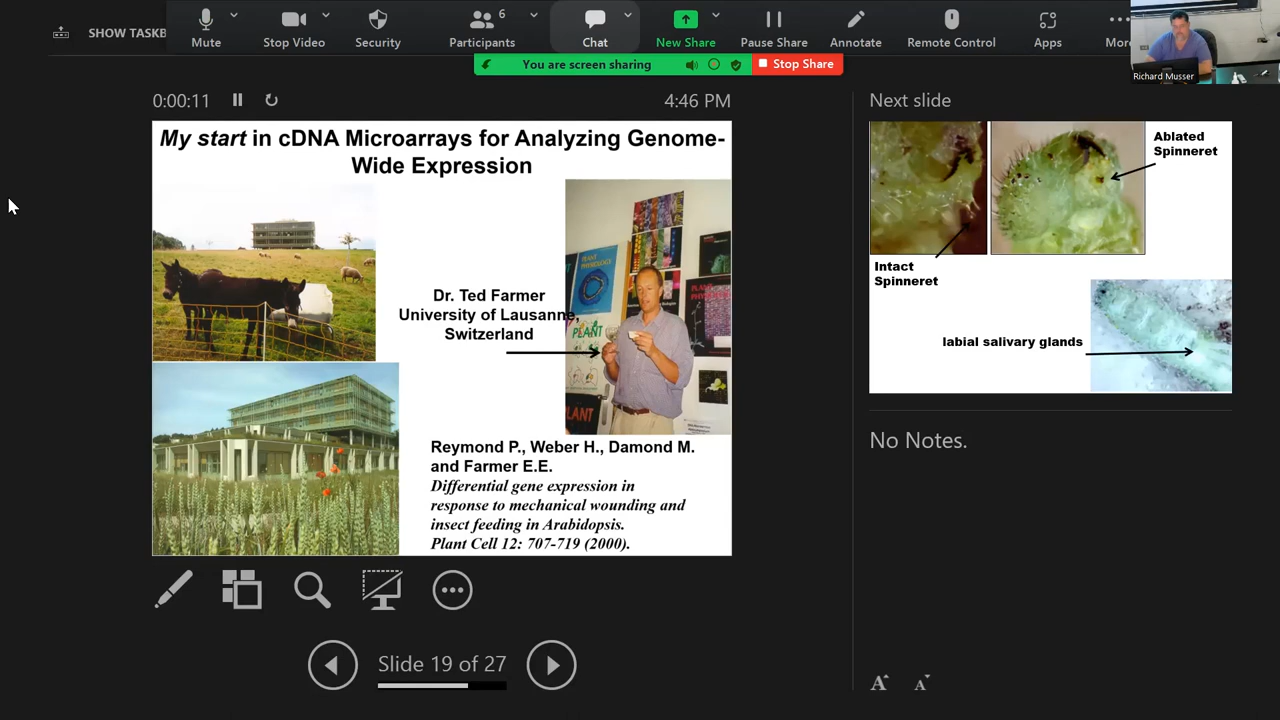 SHOW TASKB
Mute
Stop Video
Security
6
Participants
Chat
New Share
Pause Share
Annotate
Remote Control
Apps
More
You are screen sharing
Stop Share
Richard Musser
0:00:11
4:46 PM
My start in cDNA Microarrays for Analyzing Genome-
Wide Expression
Dr. Ted Farmer
University of Lausanne,
Switzerland
PLANT
PLANT
Reymond P., Weber H., Damond M.
and Farmer E.E.
Differential gene expression in
response to mechanical wounding and
insect feeding in Arabidopsis.
Plant Cell 12: 707-719 (2000).
Slide 19 of 27
Next slide
Ablated
Spinneret
Intact
Spinneret
labial salivary glands
No Notes.
A A